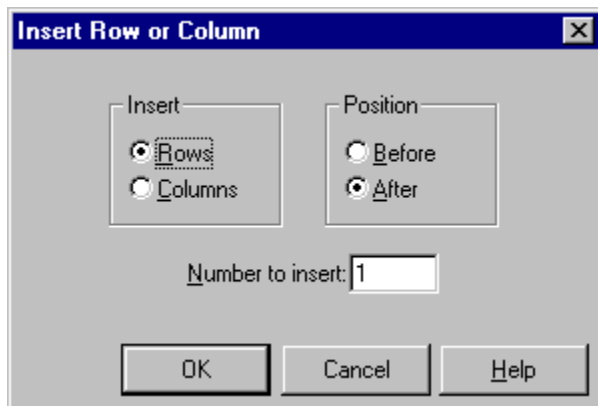 Insert Row or Column
Insert
Rows
Columns
Position
Before
After
Number to insert: 1
OK Cancel Help